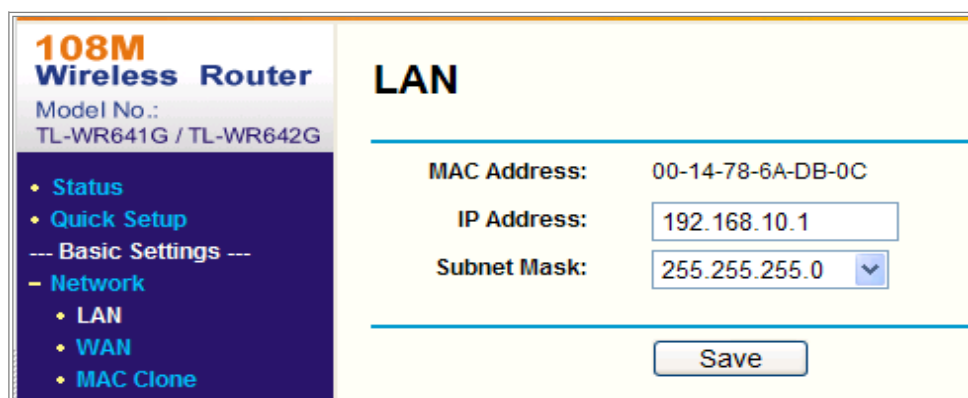 108M
Wireless Router
Model No.:
TL-WR641G / TL-WR642G
• Status
• Quick Setup
--- Basic Settings ---
– Network
• LAN
• WAN
• MAC Clone
LAN
MAC Address: 00-14-78-6A-DB-0C
IP Address: 192.168.10.1
Subnet Mask: 255.255.255.0
Save